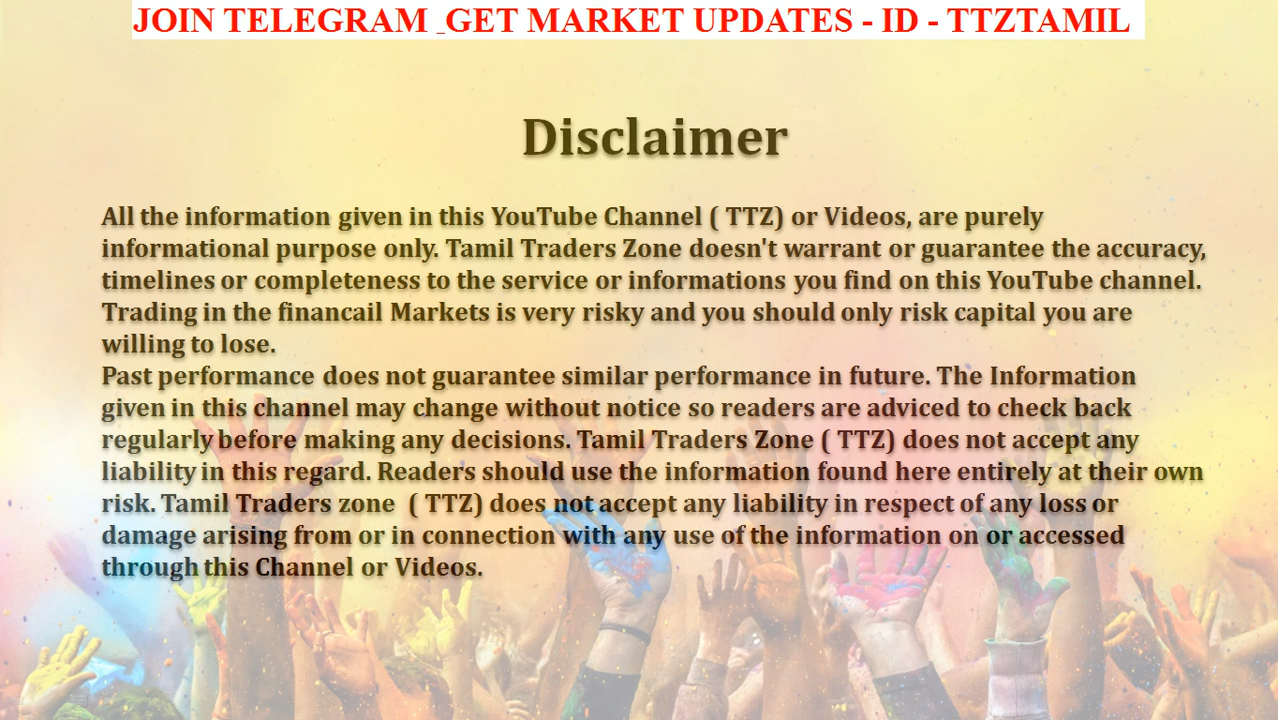 JOIN TELEGRAM _GET MARKET UPDATES - ID - TTZTAMIL
Disclaimer
All the information given in this YouTube Channel ( TTZ) or Videos, are purely
informational purpose only. Tamil Traders Zone doesn't warrant or guarantee the accuracy,
timelines or completeness to the service or informations you find on this YouTube channel.
Trading in the financail Markets is very risky and you should only risk capital you are
willing to lose.
Past performance does not guarantee similar performance in future. The Information
given in this channel may change without notice so readers are adviced to check back
regularly before making any decisions. Tamil Traders Zone ( TTZ) does not accept any
liability in this regard. Readers should use the information found here entirely at their own
risk. Tamil Traders zone ( TTZ) does not accept any liability in respect of any loss or
damage arising from or in connection with any use of the information on or accessed
through this Channel or Videos.